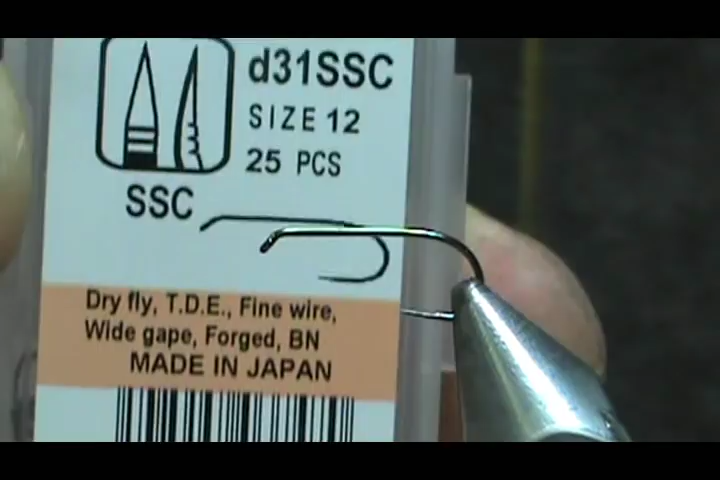 d31SSC
SIZE 12
25 PCS
SSC
Dry fly, T.D.E., Fine wire,
Wide gape, Forged, BN
MADE IN JAPAN